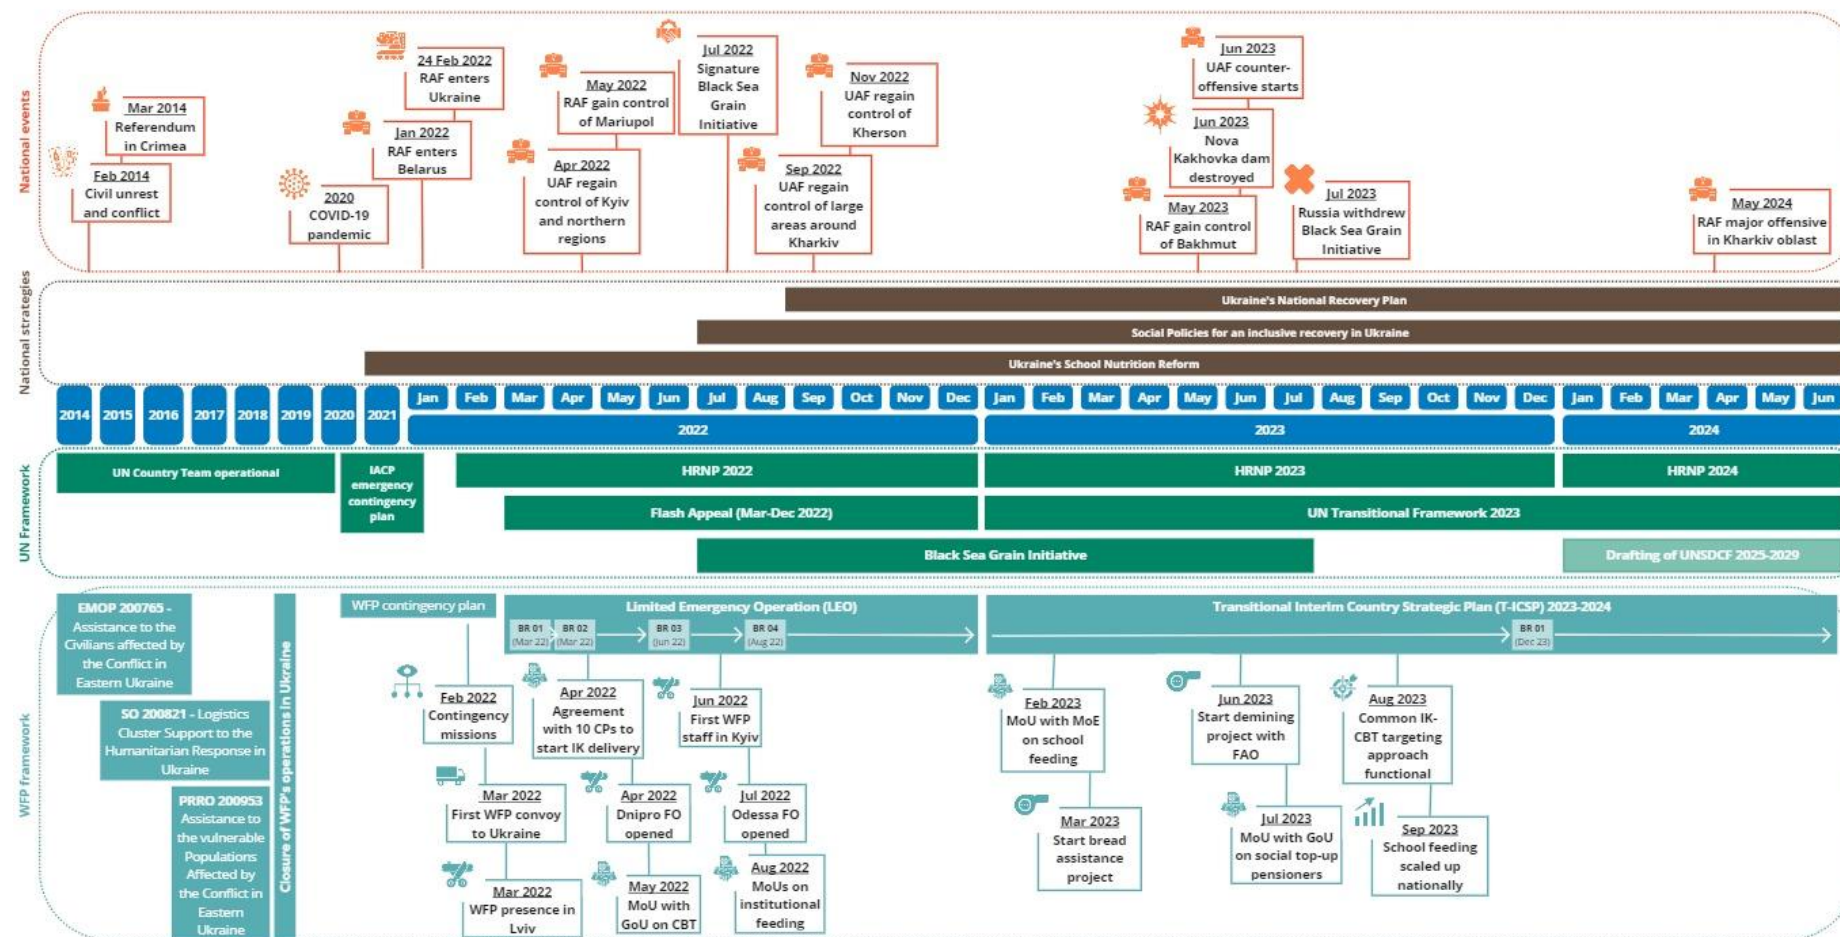 National events
Feb 2014
Civil unrest
and conflict
Mar 2014
Referendum
in Crimea
2020
COVID-19
pandemic
Jan 2022
RAF enters
Belarus
24 Feb 2022
RAF enters
Ukraine
Apr 2022
UAF regain
control of Kyiv
and northern
regions
May 2022
RAF gain control
of Mariupol
Jul 2022
Signature
Black Sea
Grain
Initiative
Sep 2022
UAF regain
control of large
areas around
Kharkiv
Nov 2022
UAF regain
control of
Kherson
May 2023
RAF gain control
of Bakhmut
Jun 2023
Nova
Kakhovka dam
destroyed
Jun 2023
UAF counter-
offensive starts
Jul 2023
Russia withdrew
Black Sea Grain
Initiative
May 2024
RAF major offensive
in Kharkiv oblast
National strategies
Ukraine's National Recovery Plan
Social Policies for an inclusive recovery in Ukraine
Ukraine's School Nutrition Reform
2014 2015 2016 2017 2018 2019 2020 2021
Jan Feb Mar Apr May Jun Jul Aug Sep Oct Nov Dec
2022
Jan Feb Mar Apr May Jun Jul Aug Sep Oct Nov Dec
2023
Jan Feb Mar Apr May Jun
2024
UN Framework
UN Country Team operational
IACP
emergency
contingency
plan
HRNP 2022
HRNP 2023
HRNP 2024
Flash Appeal (Mar-Dec 2022)
UN Transitional Framework 2023
Black Sea Grain Initiative
Drafting of UNSDCF 2025-2029
WFP framework
EMOP 200765 -
Assistance to the
Civilians affected by
the Conflict in
Eastern Ukraine
SO 200821 - Logistics
Cluster Support to the
Humanitarian Response in
Ukraine
PRRO 200953
Assistance to
the vulnerable
Populations
Affected by
the Conflict in
Eastern
Ukraine
Closure of WFP's operations in Ukraine
WFP contingency plan
Limited Emergency Operation (LEO)
BR 01
(Mar 22)
BR 02
(Mar 22)
BR 03
(Jun 22)
BR 04
(Aug 22)
Transitional Interim Country Strategic Plan (T-ICSP) 2023-2024
BR 01
(Dec 23)
Feb 2022
Contingency
missions
Mar 2022
First WFP convoy
to Ukraine
Mar 2022
WFP presence in
Lviv
Apr 2022
Agreement
with 10 CPs to
start IK delivery
Apr 2022
Dnipro FO
opened
May 2022
MoU with
GoU on CBT
Jun 2022
First WFP
staff in Kyiv
Jul 2022
Odessa FO
opened
Aug 2022
MoUs on
institutional
feeding
Feb 2023
MoU with MoE
on school
feeding
Mar 2023
Start bread
assistance
project
Jun 2023
Start demining
project with
FAO
Jul 2023
MoU with GoU
on social top-up
pensioners
Aug 2023
Common IK-
CBT targeting
approach
functional
Sep 2023
School feeding
scaled up
nationally